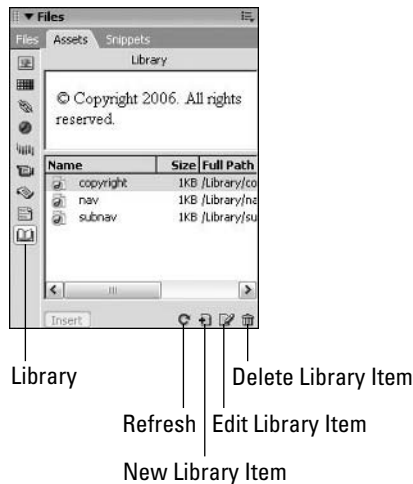 Files
Files Assets Snippets
Library
© Copyright 2006. All rights
reserved.
Name Size Full Path
copyright 1KB /Library/co
nav 1KB /Library/na
subnav 1KB /Library/su
Insert
Library
Delete Library Item
Refresh
Edit Library Item
New Library Item